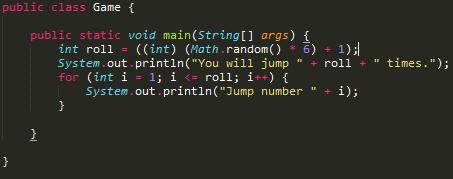 public class Game {
public static void main(String[] args) {
int roll = ((int) (Math.random() * 6) + 1);
System.out.println("You will jump " + roll + " times.");
for (int i = 1; i <= roll; i++) {
System.out.println("Jump number " + i);
}
}
}